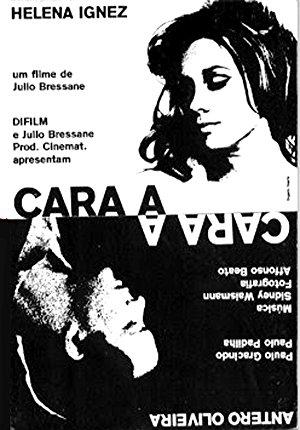 HELENA IGNEZ
um filme de
Julio Bressane
DIFILM
e Julio Bressane
Prod. Cinemat.
apresentam
CARA A
CARA A
ANTERO OLIVEIRA
Paulo Gracindo
Paulo Padilha
Música
Sidney Waismann
Fotografia
Affonso Beato